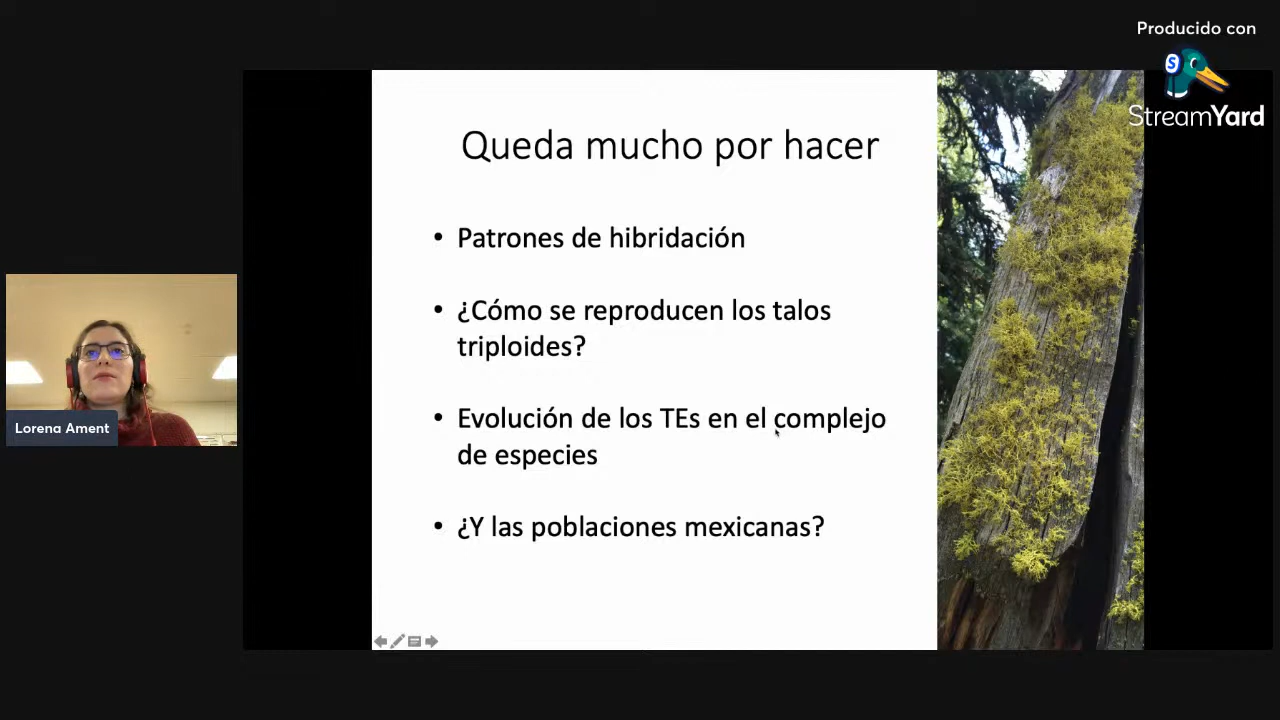 Producido con
StreamYard
Queda mucho por hacer
• Patrones de hibridación
• ¿Cómo se reproducen los talos
triploides?
• Evolución de los TEs en el complejo
de especies
• ¿Y las poblaciones mexicanas?
Lorena Ament